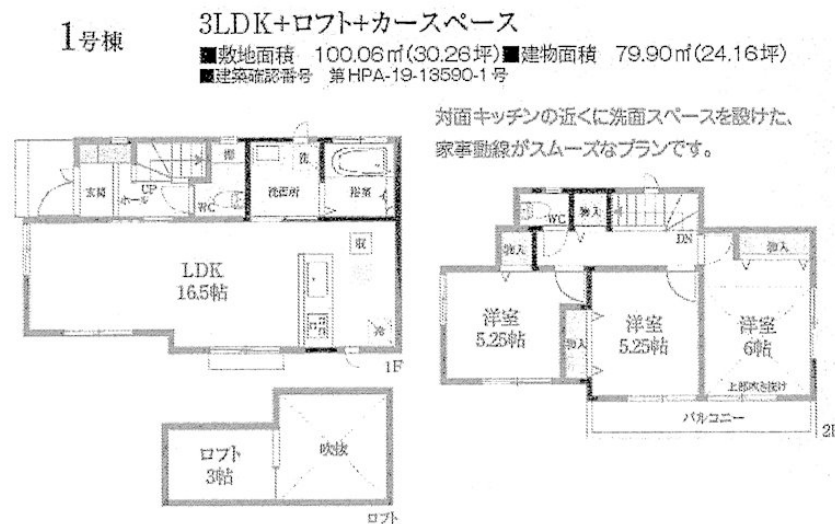 1号棟
3LDK+ロフト+カースペース
■敷地面積 100.06㎡(30.26坪)■建物面積 79.90㎡(24.16坪)
■建築確認番号 第HPA-19-13590-1号
対面キッチンの近くに洗面スペースを設けた、
家事動線がスムーズなプランです。
玄関
ホール
UP
WC
棚
洗面所
洗
浴室
LDK
16.5帖
冷
1F
WC
物入
物入
DN
物入
洋室
5.25帖
物入
洋室
5.25帖
洋室
6帖
上部吹き抜け
バルコニー
2F
ロフト
3帖
吹抜
ロフト